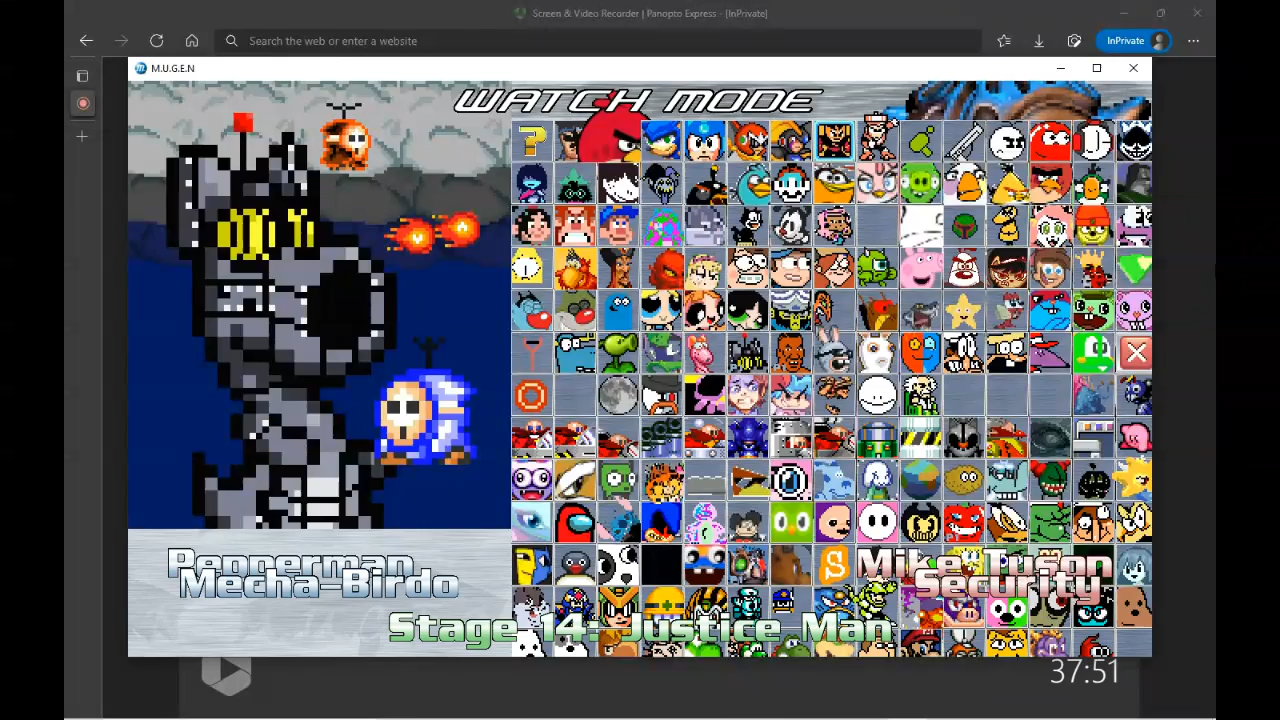 Screen & Video Recorder | Panopto Express - [InPrivate]
Search the web or enter a website
InPrivate
M.U.G.E.N
WATCH MODE
Pepperman
Mecha-Birdo
Mike Tyson
Security
Stage 14: Justice Man
37:51